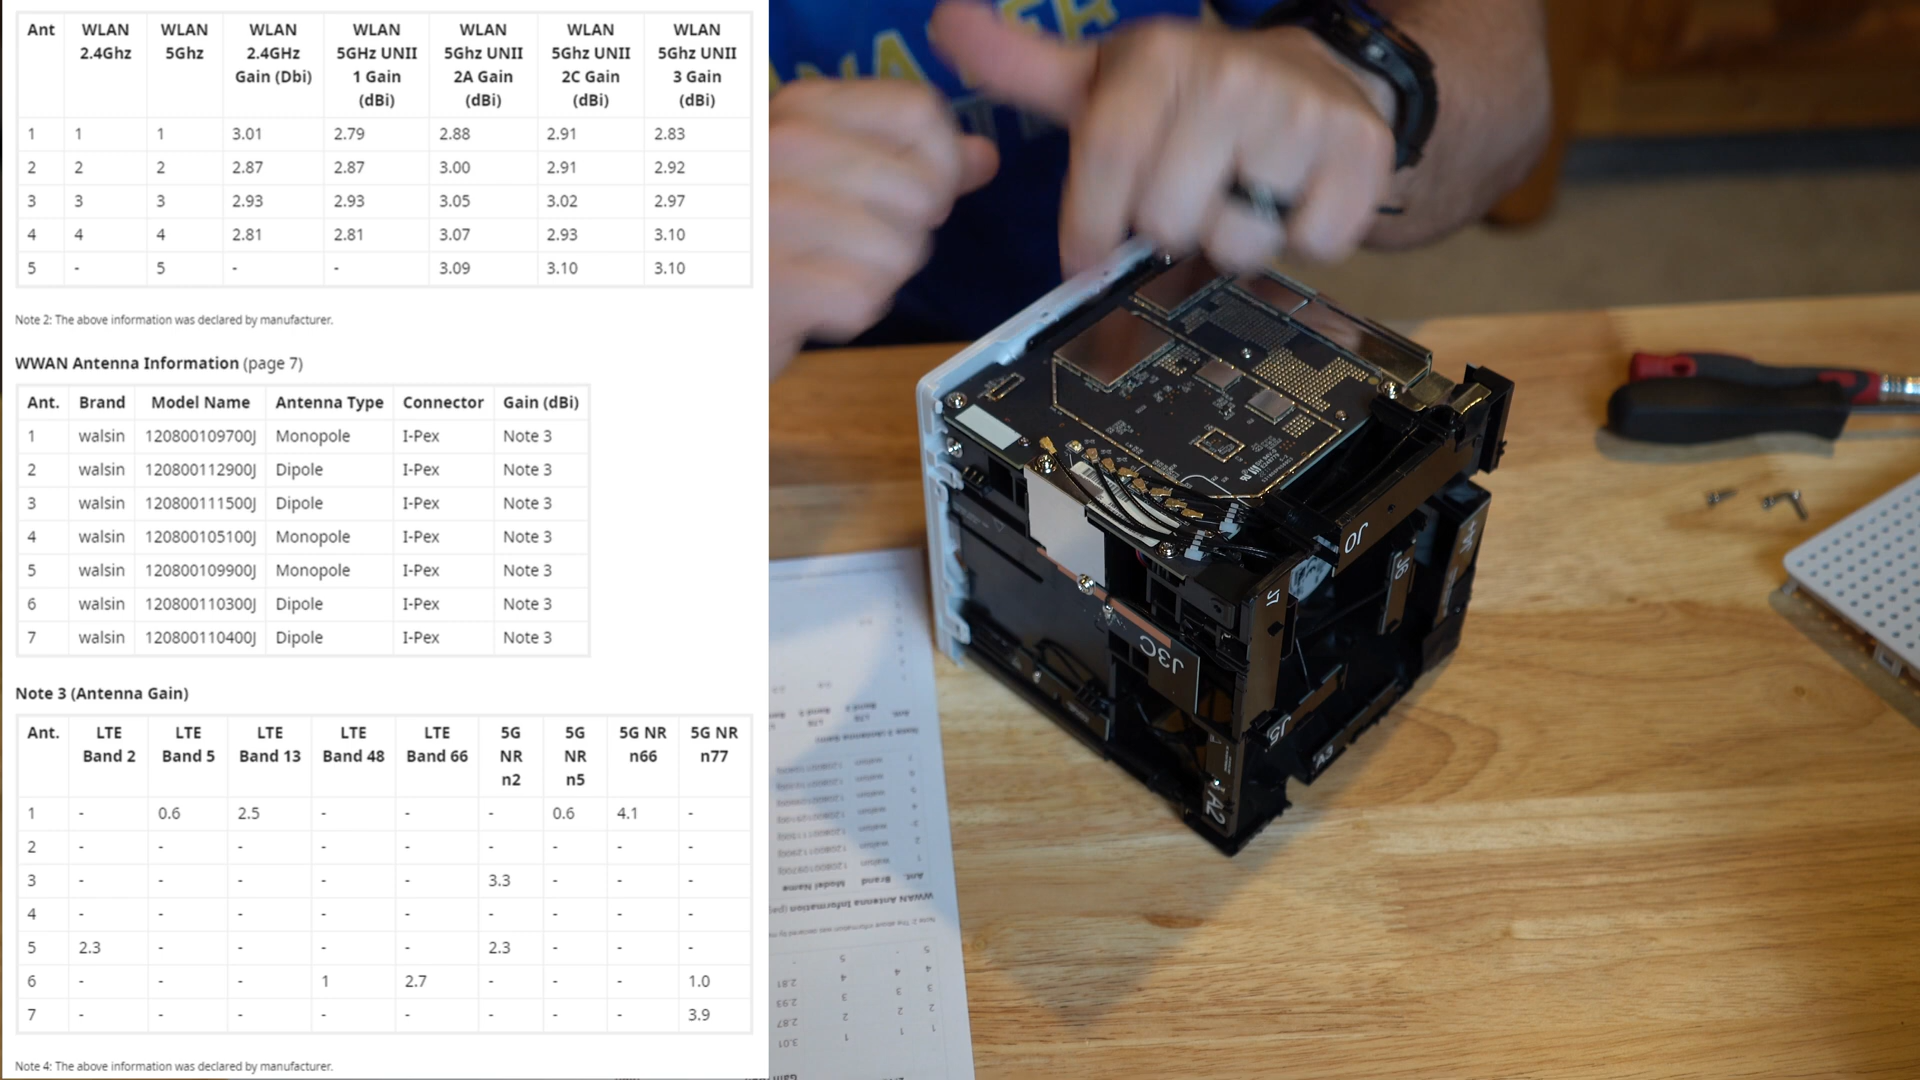 Ant WLAN 2.4Ghz WLAN 5Ghz WLAN 2.4GHz Gain (Dbi) WLAN 5GHz UNII 1 Gain (dBi) WLAN 5Ghz UNII 2A Gain (dBi) WLAN 5Ghz UNII 2C Gain (dBi) WLAN 5Ghz UNII 3 Gain (dBi)
1 1 1 3.01 2.79 2.88 2.91 2.83
2 2 2 2.87 2.87 3.00 2.91 2.92
3 3 3 2.93 2.93 3.05 3.02 2.97
4 4 4 2.81 2.81 3.07 2.93 3.10
5 - 5 - - 3.09 3.10 3.10
Note 2: The above information was declared by manufacturer.
WWAN Antenna Information (page 7)
Ant. Brand Model Name Antenna Type Connector Gain (dBi)
1 walsin 120800109700J Monopole I-Pex Note 3
2 walsin 120800112900J Dipole I-Pex Note 3
3 walsin 120800111500J Dipole I-Pex Note 3
4 walsin 120800105100J Monopole I-Pex Note 3
5 walsin 120800109900J Monopole I-Pex Note 3
6 walsin 120800110300J Dipole I-Pex Note 3
7 walsin 120800110400J Dipole I-Pex Note 3
Note 3 (Antenna Gain)
Ant. LTE Band 2 LTE Band 5 LTE Band 13 LTE Band 48 LTE Band 66 5G NR n2 5G NR n5 5G NR n66 5G NR n77
1 - 0.6 2.5 - - - 0.6 4.1 -
2 - - - - - - - - -
3 - - - - - 3.3 - - -
4 - - - - - - - - -
5 2.3 - - - - 2.3 - - -
6 - - - 1 2.7 - - - 1.0
7 - - - - - - - - 3.9
Note 4: The above information was declared by manufacturer.
J0
J6
J7
J3C
J5
A3
A2